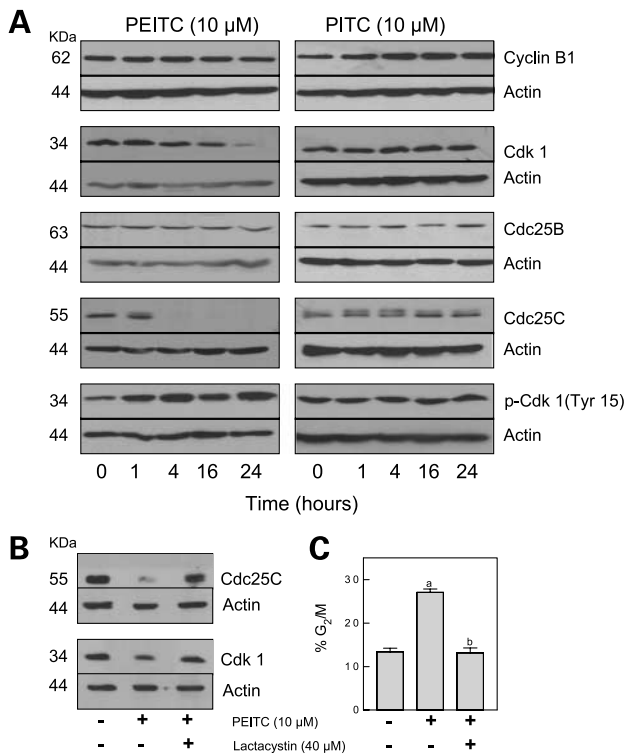 A
PEITC (10 µM) PITC (10 µM)
KDa
62 Cyclin B1
44 Actin
34 Cdk 1
44 Actin
63 Cdc25B
44 Actin
55 Cdc25C
44 Actin
34 p-Cdk 1(Tyr 15)
44 Actin
0 1 4 16 24 0 1 4 16 24
Time (hours)
B
KDa
55 Cdc25C
44 Actin
34 Cdk 1
44 Actin
- + + PEITC (10 µM) - + +
- - + Lactacystin (40 µM) - - +
C
% G2/M
30
20
10
0
a
b